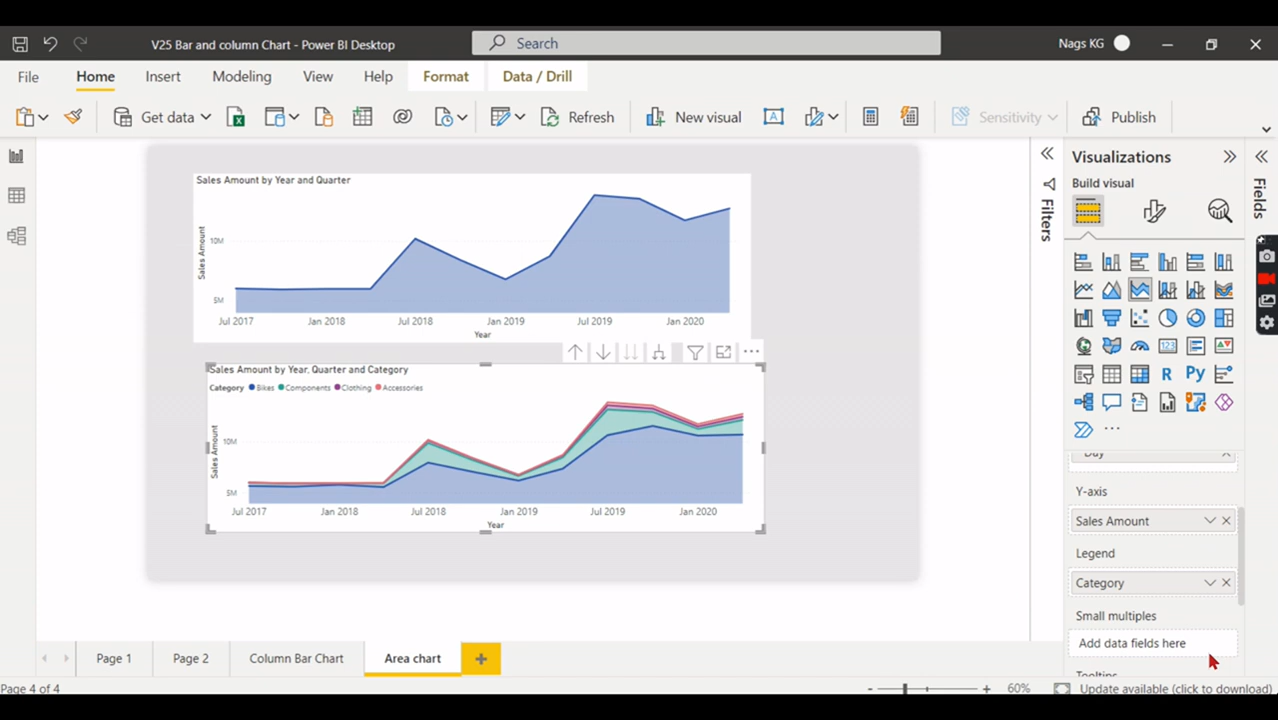 V25 Bar and column Chart - Power BI Desktop
Search
Nags KG
File Home Insert Modeling View Help Format Data / Drill
Get data Refresh New visual Sensitivity Publish
Sales Amount by Year and Quarter
Sales Amount
10M
5M
Jul 2017 Jan 2018 Jul 2018 Jan 2019 Jul 2019 Jan 2020
Year
Sales Amount by Year, Quarter and Category
Category Bikes Components Clothing Accessories
Sales Amount
10M
5M
Jul 2017 Jan 2018 Jul 2018 Jan 2019 Jul 2019 Jan 2020
Year
Filters
Visualizations
Build visual
123
R Py
Day
Y-axis
Sales Amount
Legend
Category
Small multiples
Add data fields here
Tooltips
Fields
Page 1 Page 2 Column Bar Chart Area chart
Page 4 of 4
60%
Update available (click to download)